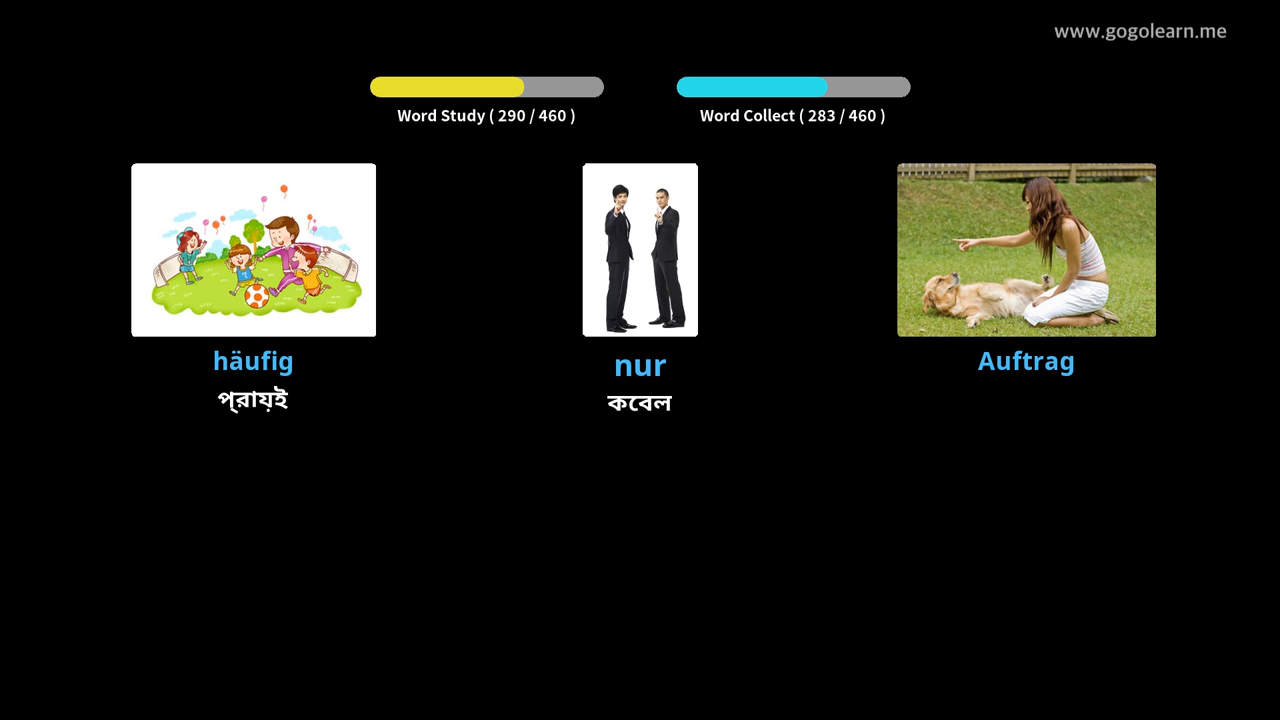 www.gogolearn.me
Word Study ( 290 / 460 )
Word Collect ( 283 / 460 )
häufig
nur
Auftrag
প্রায়ই
কেবল